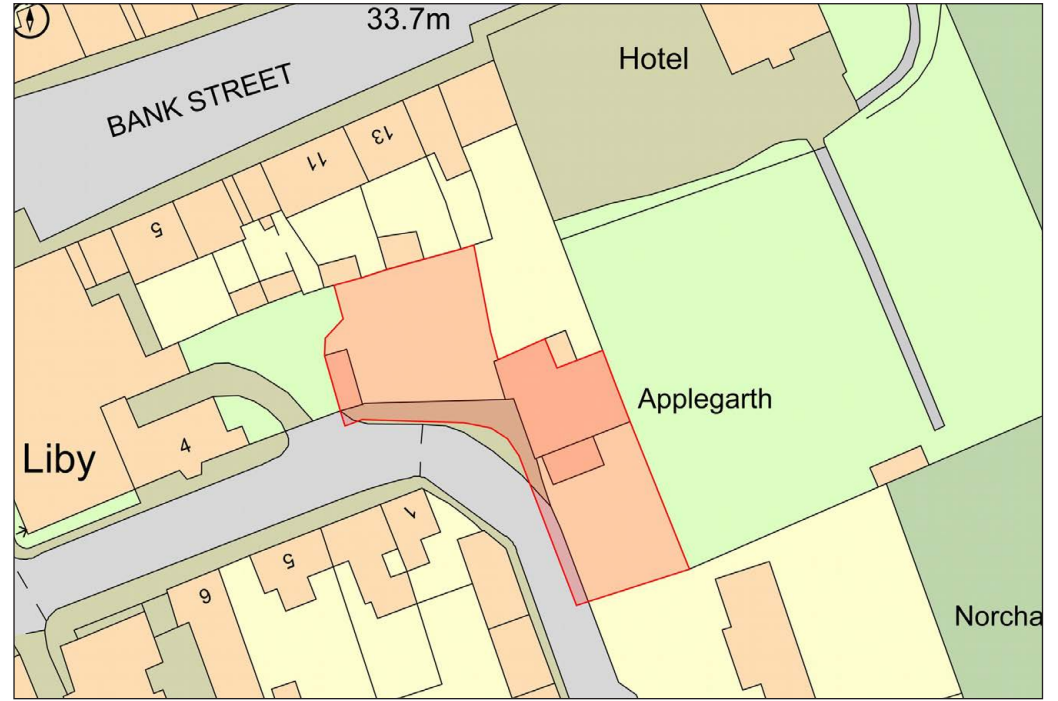 33.7m
Hotel
BANK STREET
13
11
5
Applegarth
4
Liby
1
5
9
Norcha